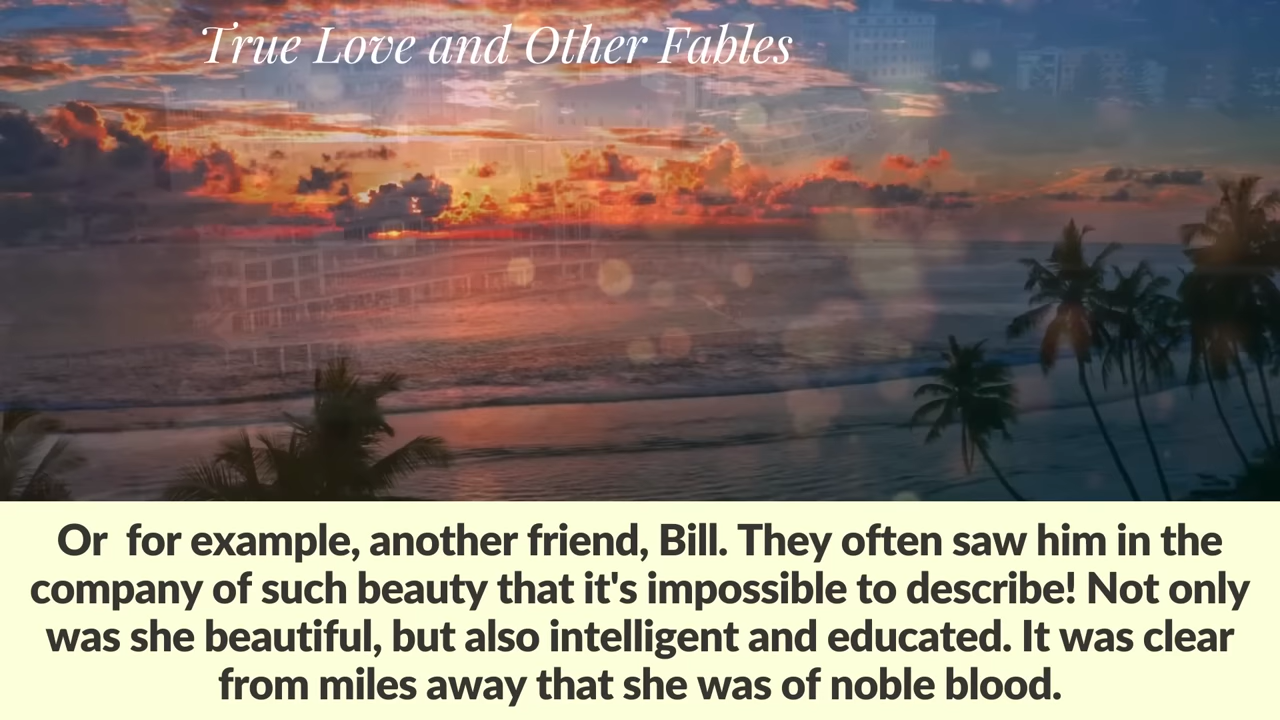 True Love and Other Fables
Or  for example, another friend, Bill. They often saw him in the
company of such beauty that it's impossible to describe! Not only
was she beautiful, but also intelligent and educated. It was clear
from miles away that she was of noble blood.